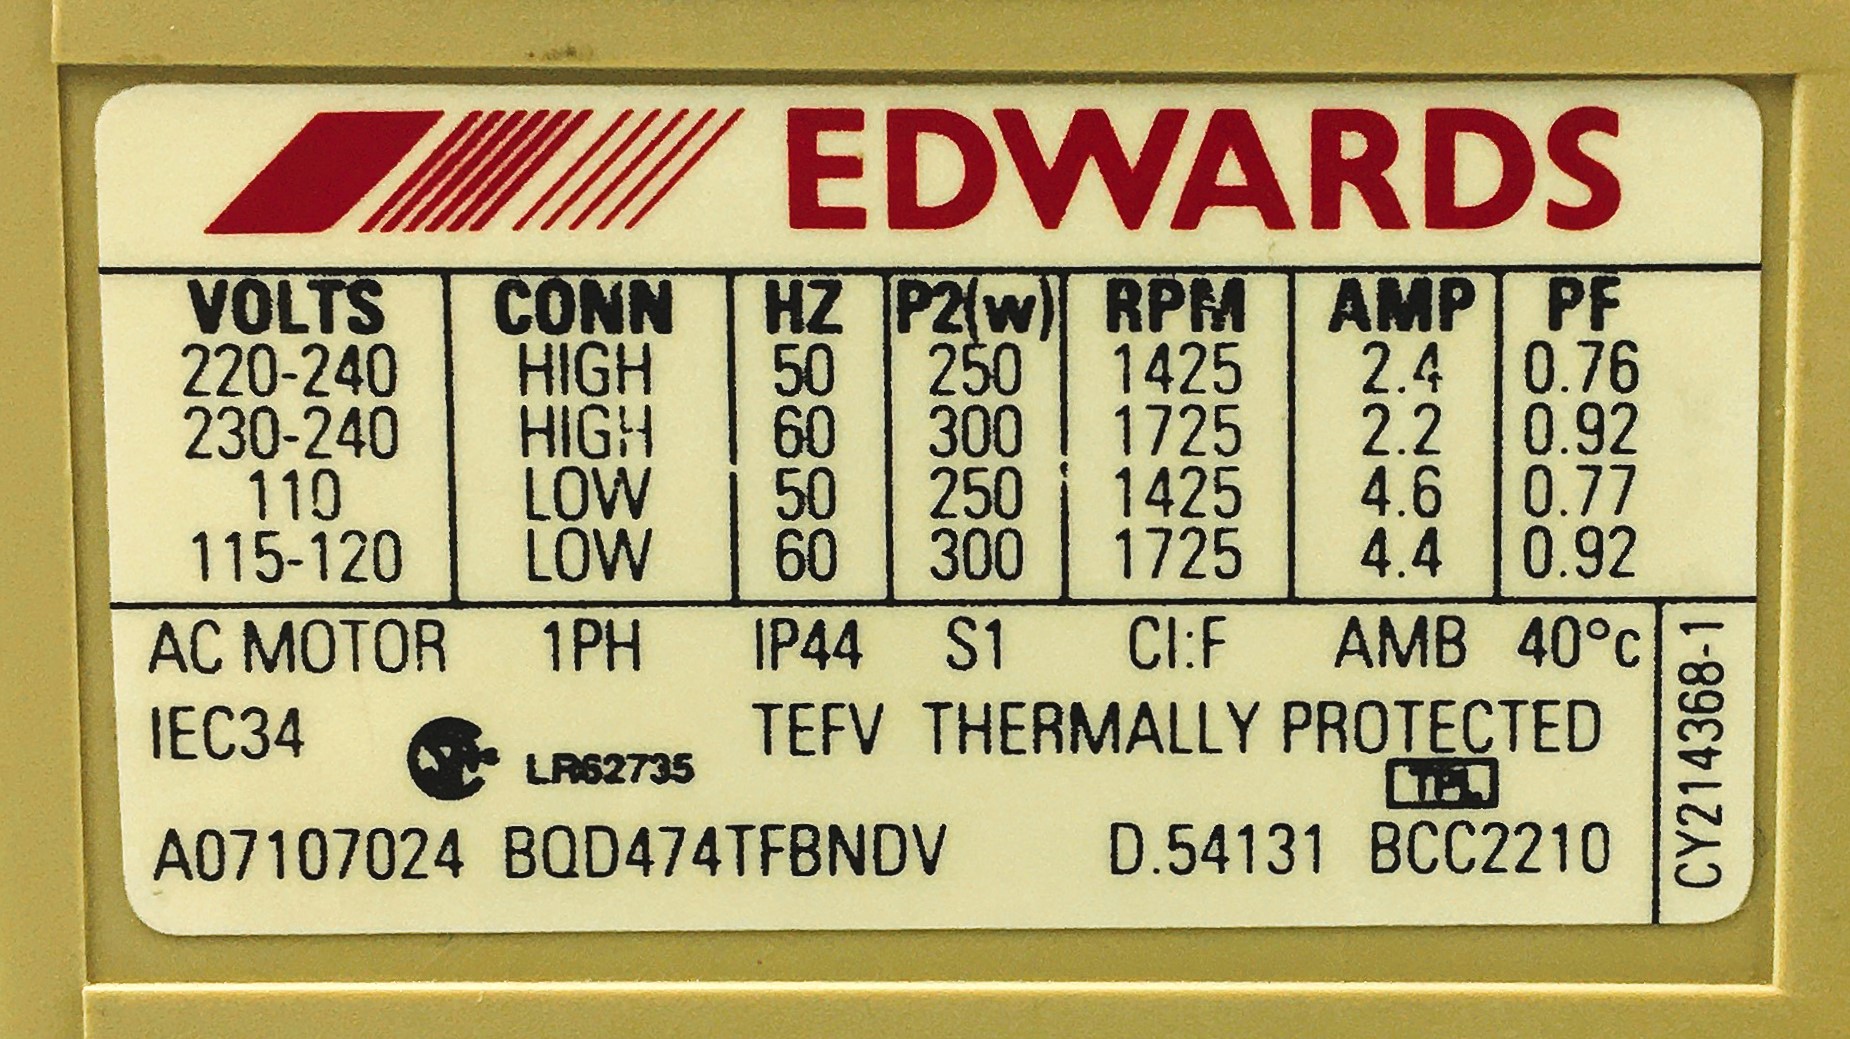 EDWARDS
VOLTS CONN HZ P2(w) RPM AMP PF
220-240 HIGH 50 250 1425 2.4 0.76
230-240 HIGH 60 300 1725 2.2 0.92
110 LOW 50 250 1425 4.6 0.77
115-120 LOW 60 300 1725 4.4 0.92
AC MOTOR 1PH IP44 S1 CI:F AMB 40°c
IEC34 LR62735 TEFV THERMALLY PROTECTED
A07107024 BQD474TFBNDV D.54131 BCC2210
CY214368-1